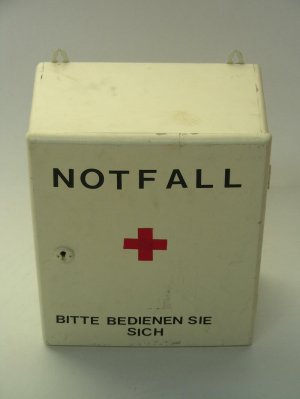 NOTFALL
BITTE BEDIENEN SIE
SICH